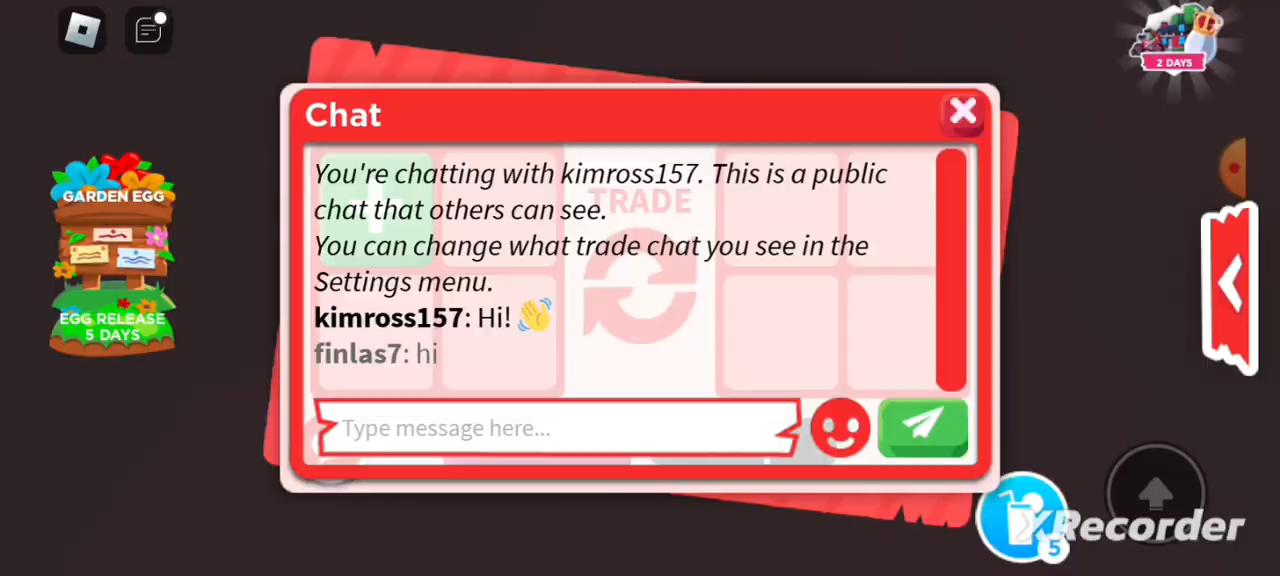 2 DAYS
Chat
GARDEN EGG
EGG RELEASE
5 DAYS
You're chatting with kimross157. This is a public
chat that others can see.
You can change what trade chat you see in the
Settings menu.
kimross157: Hi! 👋
finlas7: hi
TRADE
Type message here...
5
XRecorder